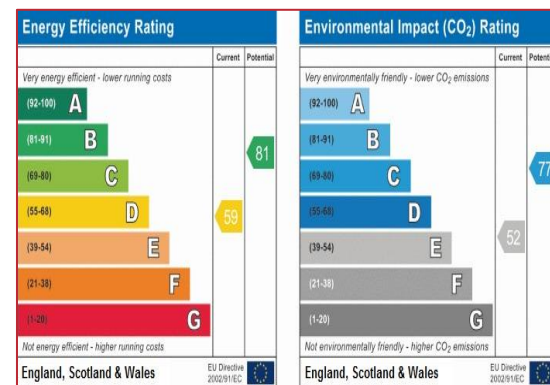 Energy Efficiency Rating
Current Potential
Very energy efficient - lower running costs
(92-100) A
(81-91) B
(69-80) C
(55-68) D
(39-54) E
(21-38) F
(1-20) G
81
59
Not energy efficient - higher running costs
England, Scotland & Wales
EU Directive
2002/91/EC
Environmental Impact (CO2) Rating
Current Potent
Very environmentally friendly - lower CO2 emissions
(92-100) A
(81-91) B
(69-80) C
(55-68) D
(39-54) E
(21-38) F
(1-20) G
77
52
Not environmentally friendly - higher CO2 emissions
England, Scotland & Wales
EU Directive
2002/91/EC